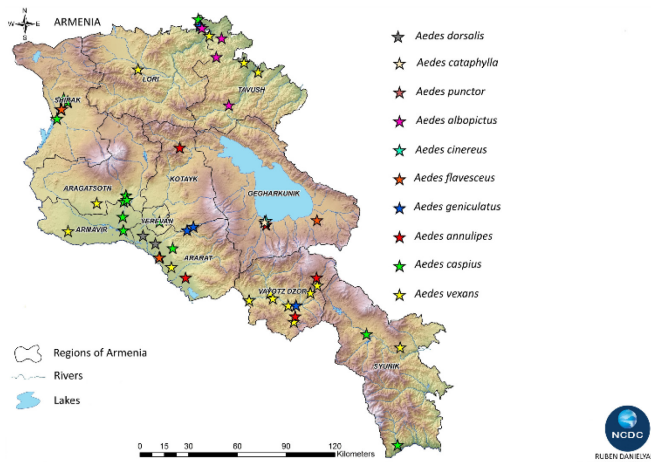 N
W E
S
ARMENIA
LORI
TAVUSH
SHIRAK
KOTAYK
ARAGATSOTN
GEGHARKUNIK
YEREVAN
ARMAVIR
ARARAT
VAYOTZ DZOR
SYUNIK
Aedes dorsalis
Aedes cataphylla
Aedes punctor
Aedes albopictus
Aedes cinereus
Aedes flavesceus
Aedes geniculatus
Aedes annulipes
Aedes caspius
Aedes vexans
Regions of Armenia
Rivers
Lakes
0 15 30 60 90 120
Kilometers
NCDC
RUBEN DANIELYA